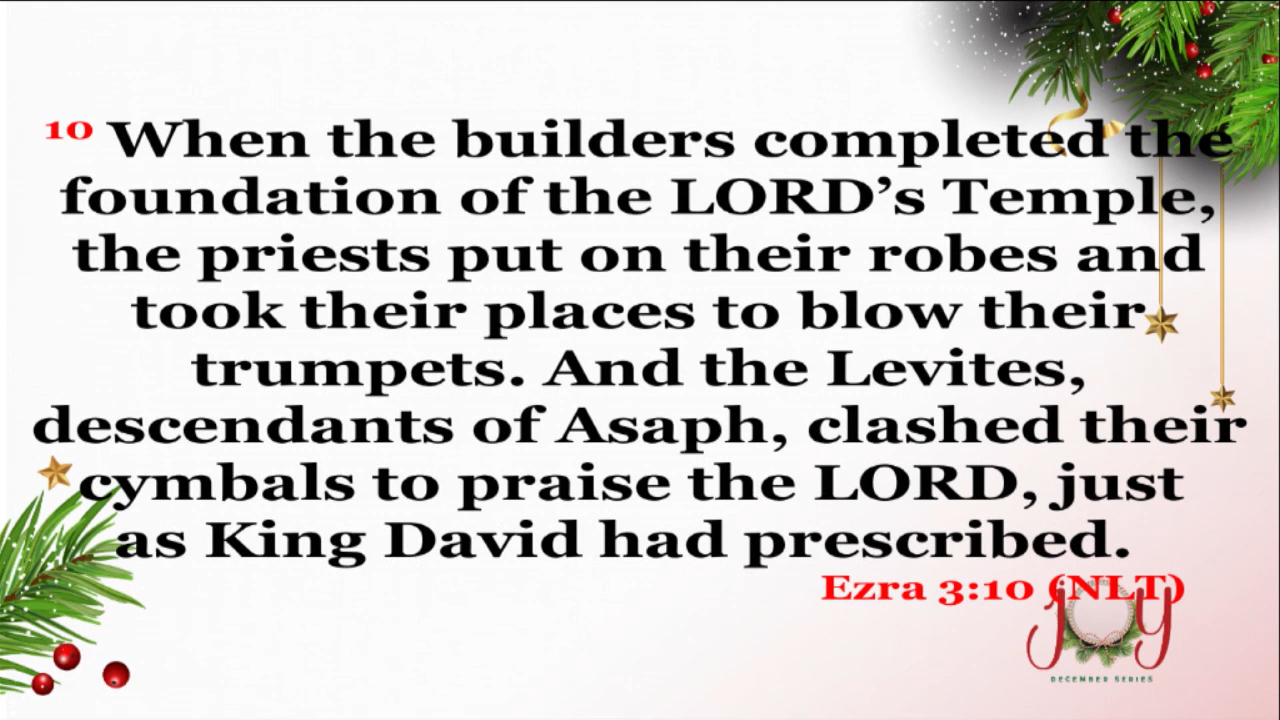 10 When the builders completed the
foundation of the LORD’s Temple,
the priests put on their robes and
took their places to blow their
trumpets. And the Levites,
descendants of Asaph, clashed their
cymbals to praise the LORD, just
as King David had prescribed.
Ezra 3:10 (NLT)
JOY
DECEMBER SERIES